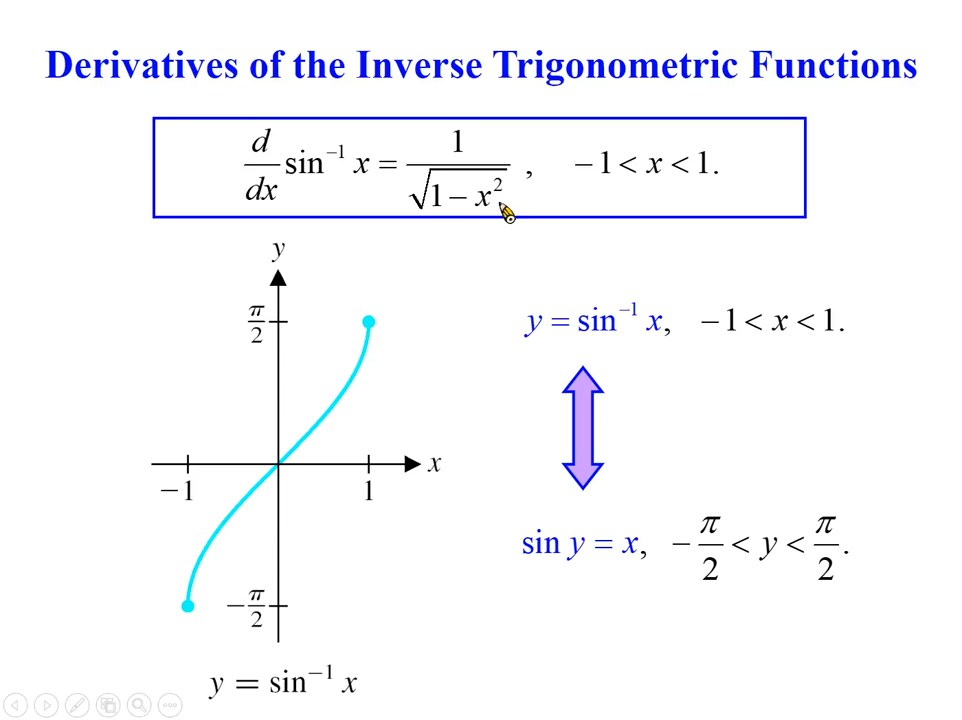 Derivatives of the Inverse Trigonometric Functions
d/dx sin⁻¹ x = 1/√(1 − x²) , − 1 < x < 1.
y
π/2
y = sin⁻¹ x, − 1 < x < 1.
x
−1
1
sin y = x, − π/2 < y < π/2.
−π/2
y = sin⁻¹ x